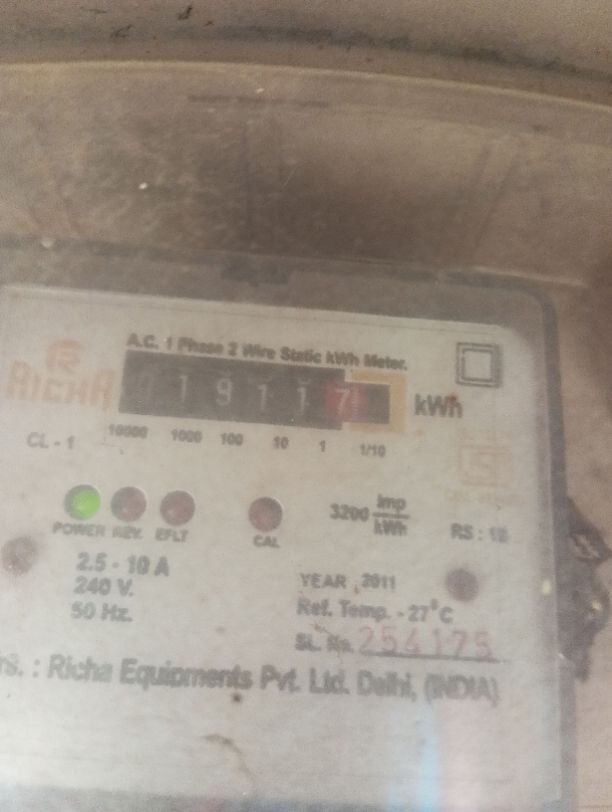 A.C. 1 Phase 2 Wire Static kWh Meter.
RICHA
1 1 9 1 1 7
kWh
CL - 1
10000 1000 100 10 1 1/10
3200 imp/kWh
RS : 10
POWER REV. EFLT
CAL
2.5 - 10 A
240 V.
50 Hz.
YEAR 2011
Ref. Temp. - 27°C
SL. No. 254175
rs. : Richa Equipments Pvt. Ltd. Delhi, (INDIA)